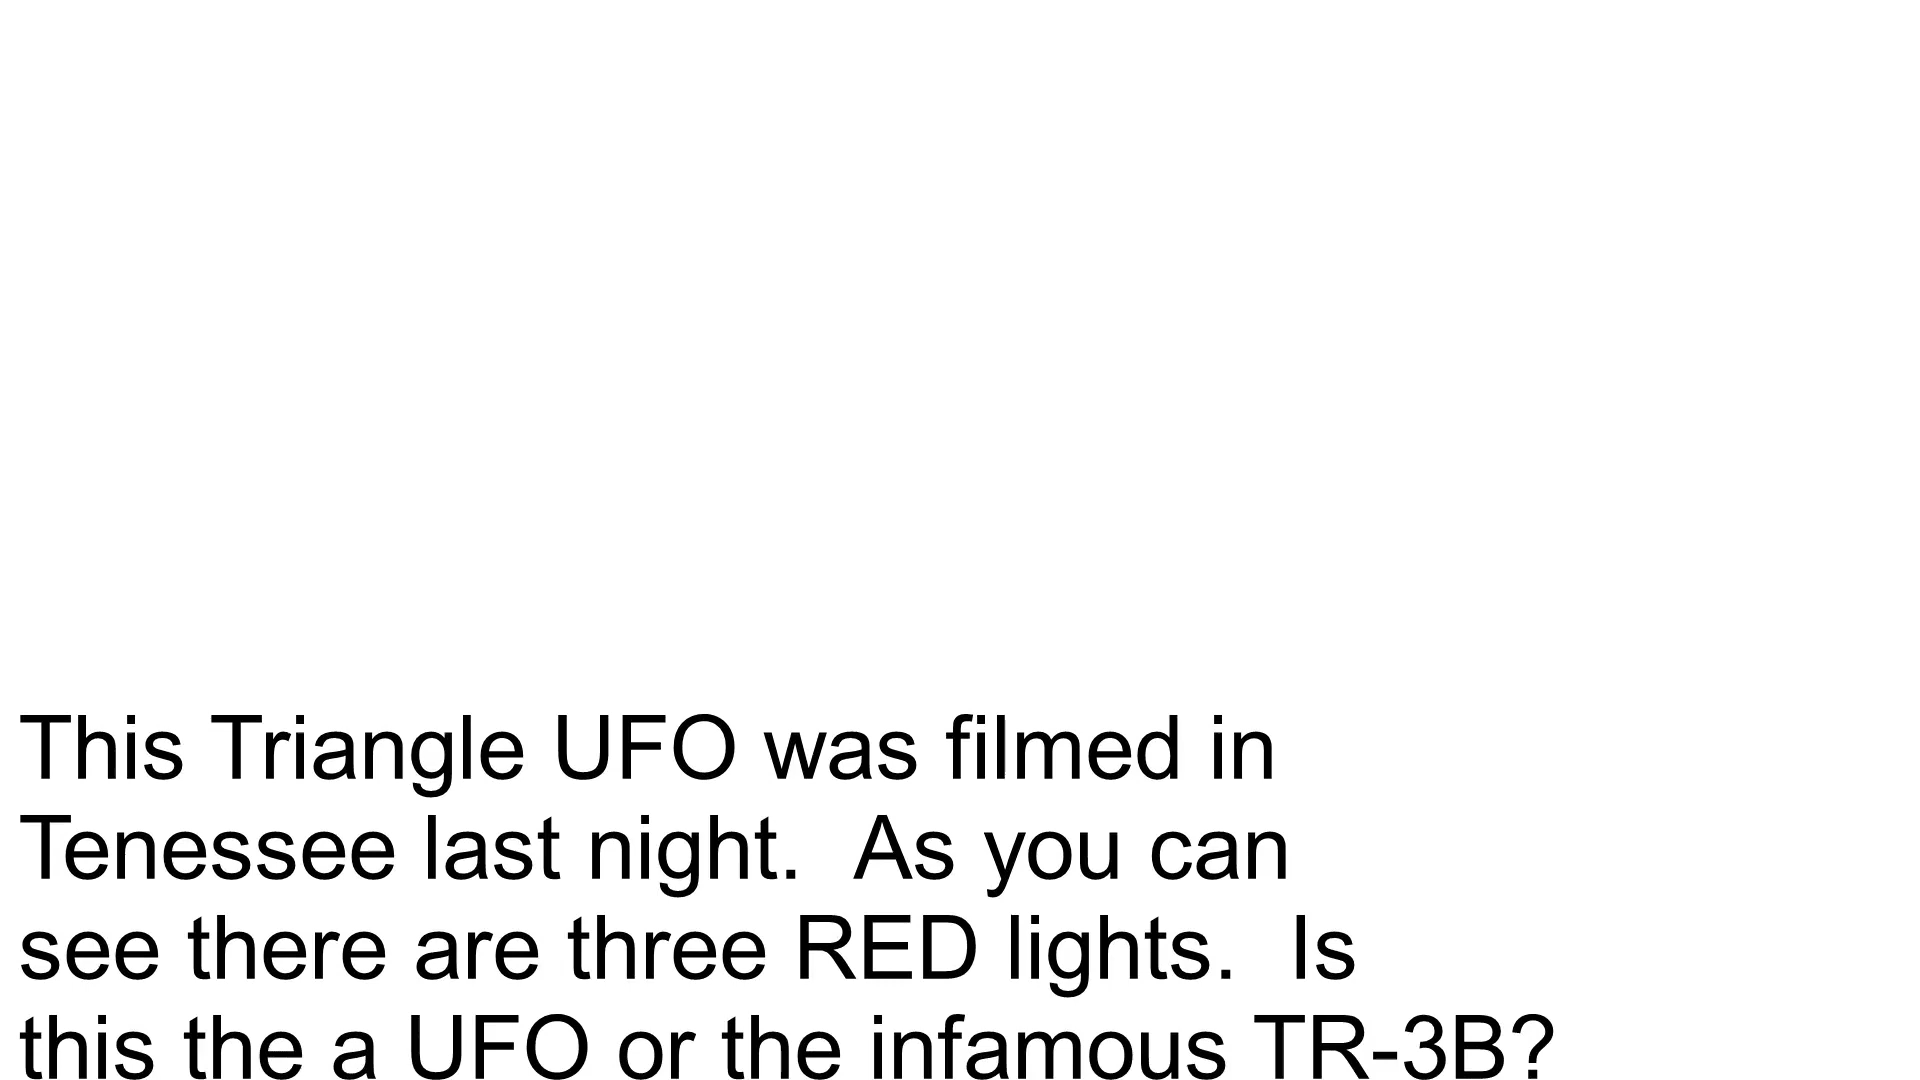 This Triangle UFO was filmed in
Tenessee last night.  As you can
see there are three RED lights.  Is
this the a UFO or the infamous TR-3B?